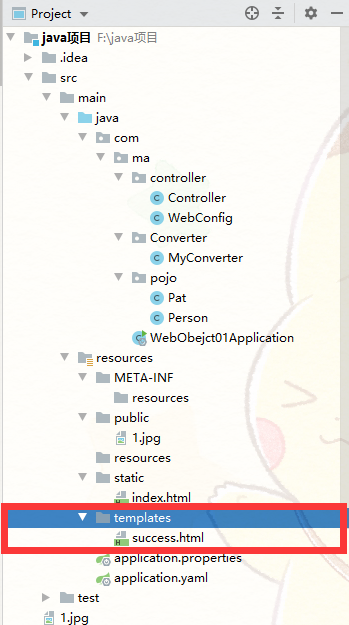 Project
java项目 F:\java项目
.idea
src
main
java
com
ma
controller
Controller
WebConfig
Converter
MyConverter
pojo
Pat
Person
WebObejct01Application
resources
META-INF
resources
public
1.jpg
resources
static
index.html
templates
success.html
application.properties
application.yaml
test
1.jpg